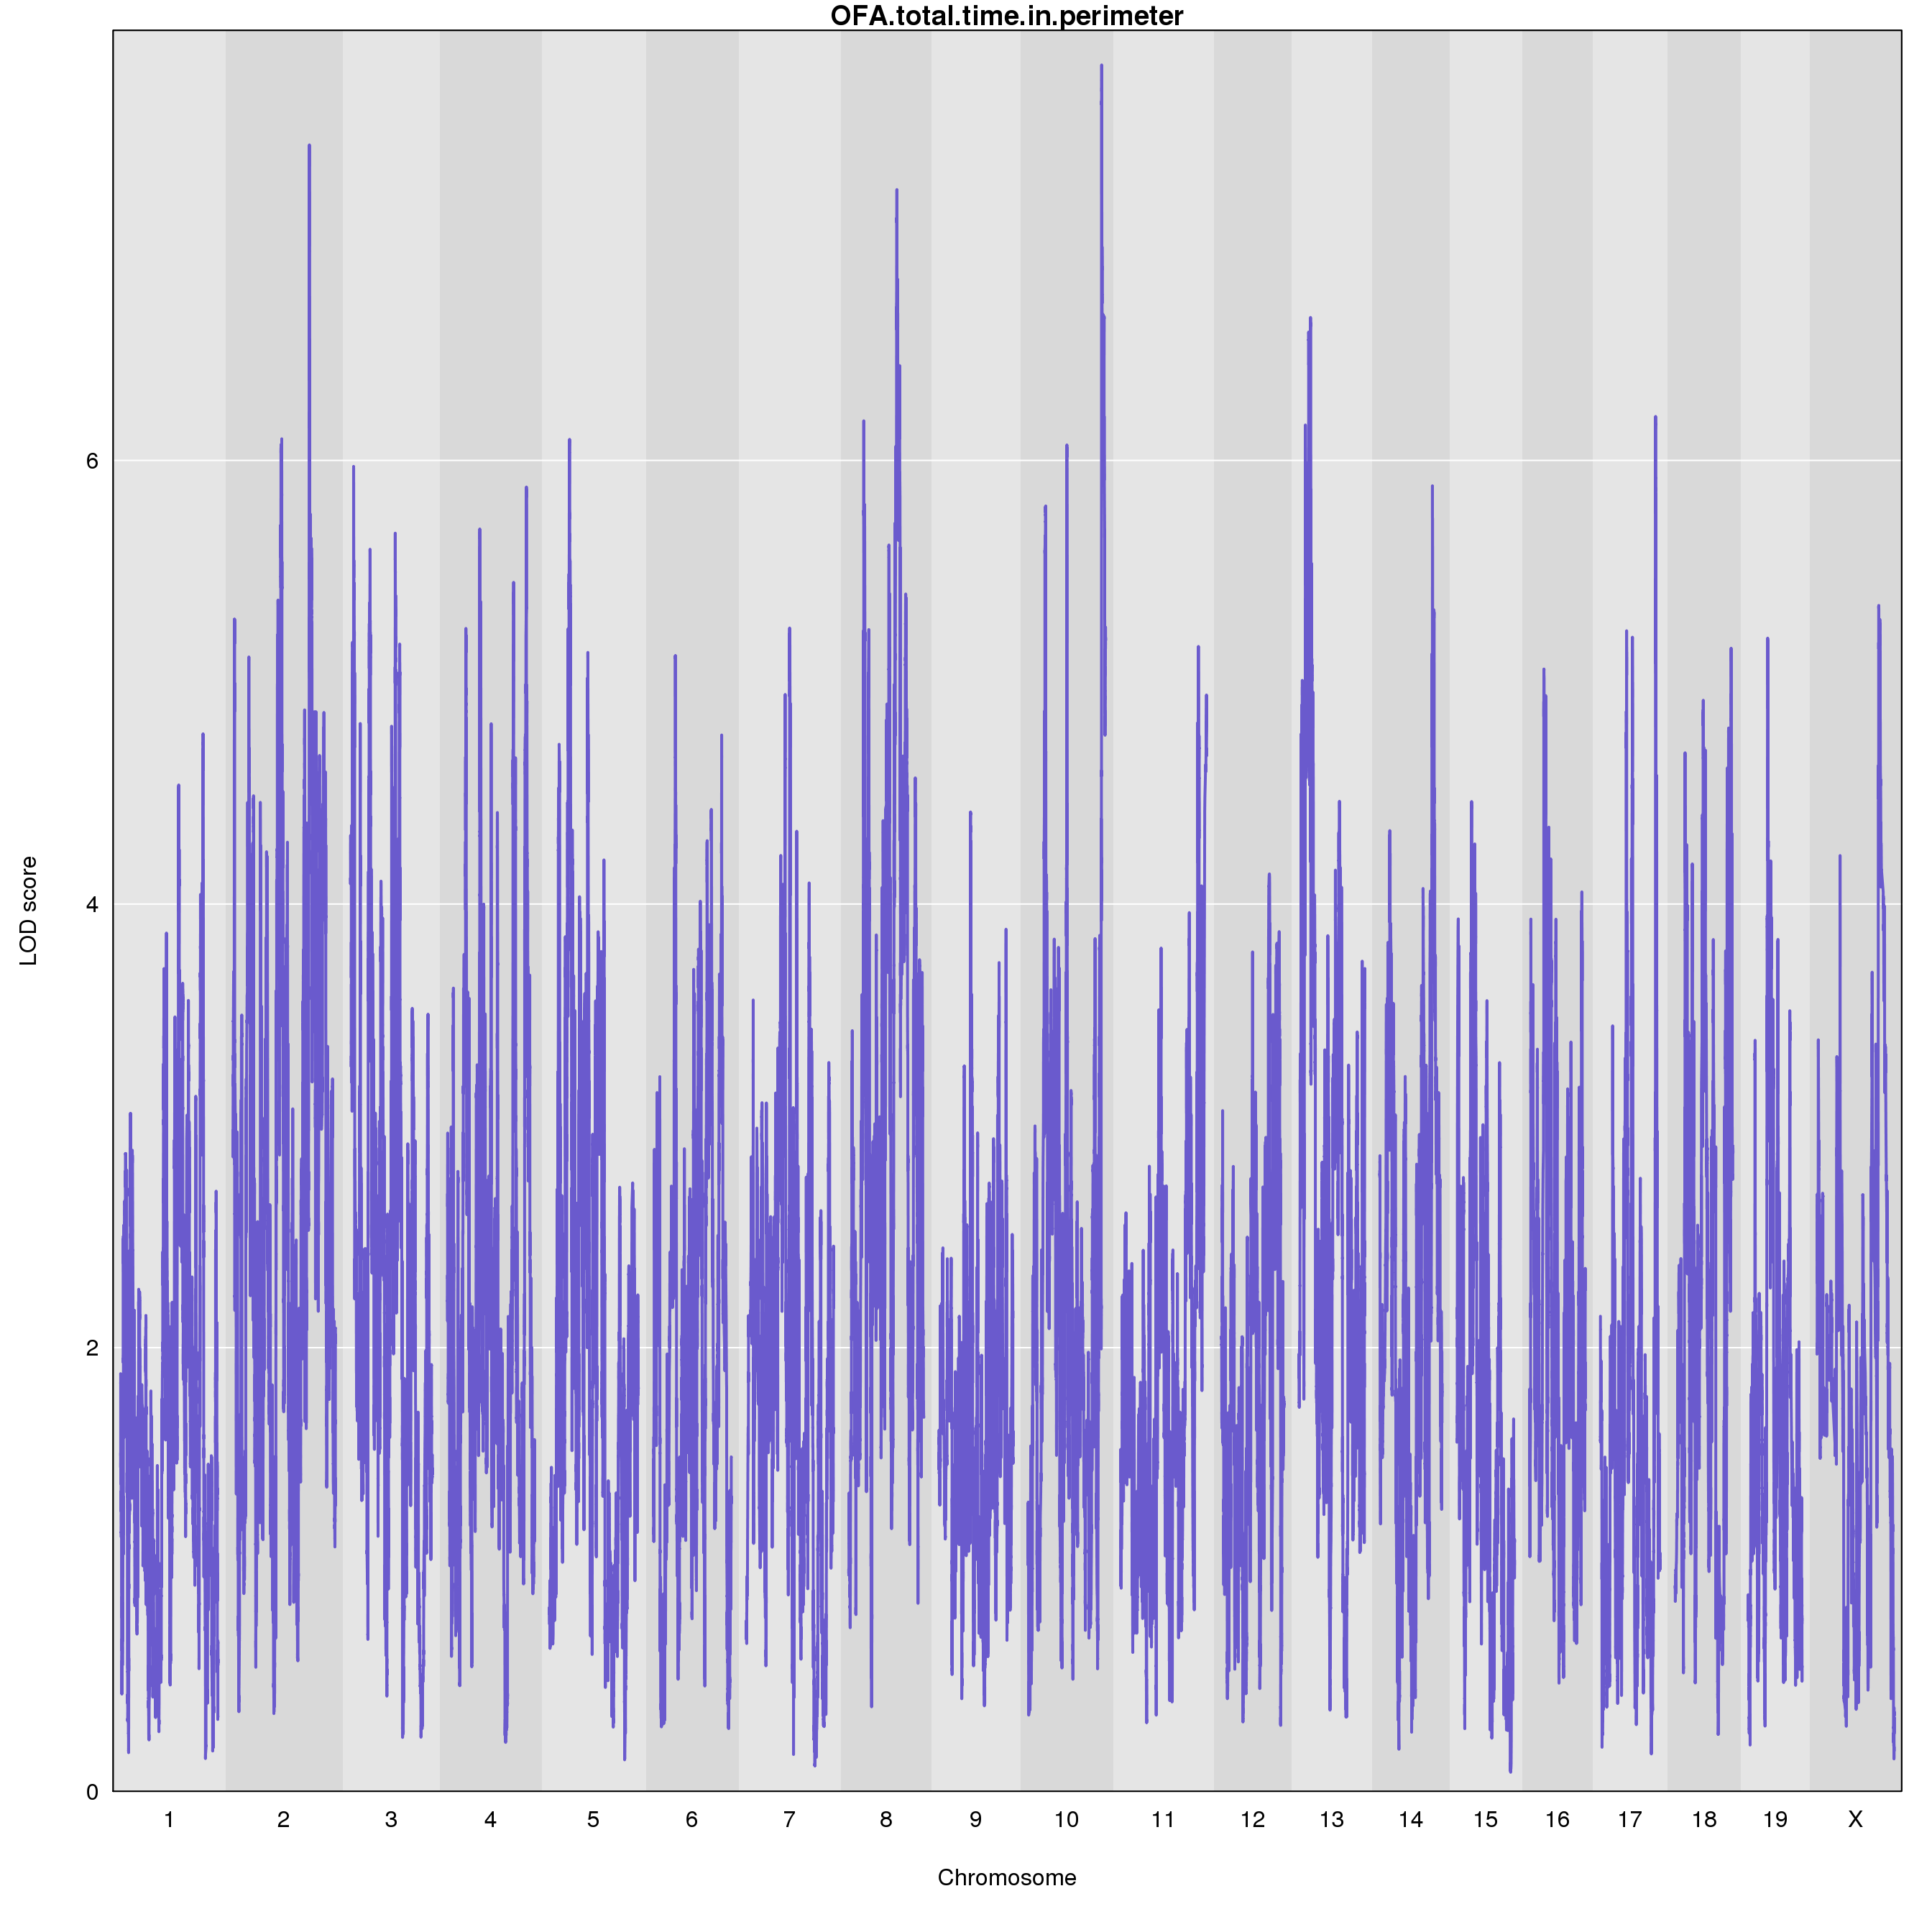 OFA.total.time.in.perimeter
LOD score
6
4
2
0
1 2 3 4 5 6 7 8 9 10 11 12 13 14 15 16 17 18 19 X
Chromosome